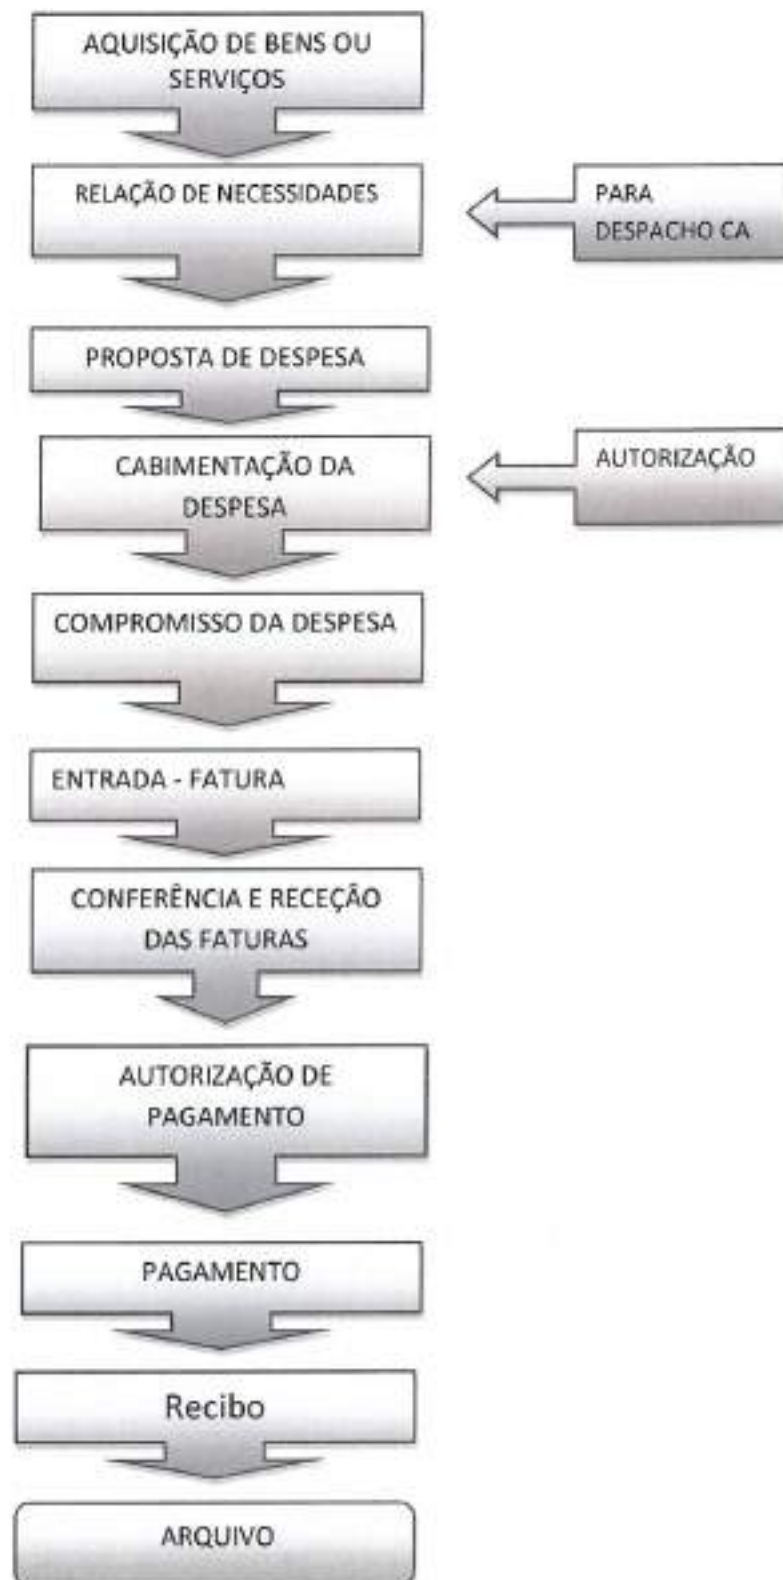 AQUISIÇÃO DE BENS OU
SERVIÇOS
RELAÇÃO DE NECESSIDADES
PARA
DESPACHO CA
PROPOSTA DE DESPESA
CABIMENTAÇÃO DA
DESPESA
AUTORIZAÇÃO
COMPROMISSO DA DESPESA
ENTRADA - FATURA
CONFERÊNCIA E RECEÇÃO
DAS FATURAS
AUTORIZAÇÃO DE
PAGAMENTO
PAGAMENTO
Recibo
ARQUIVO